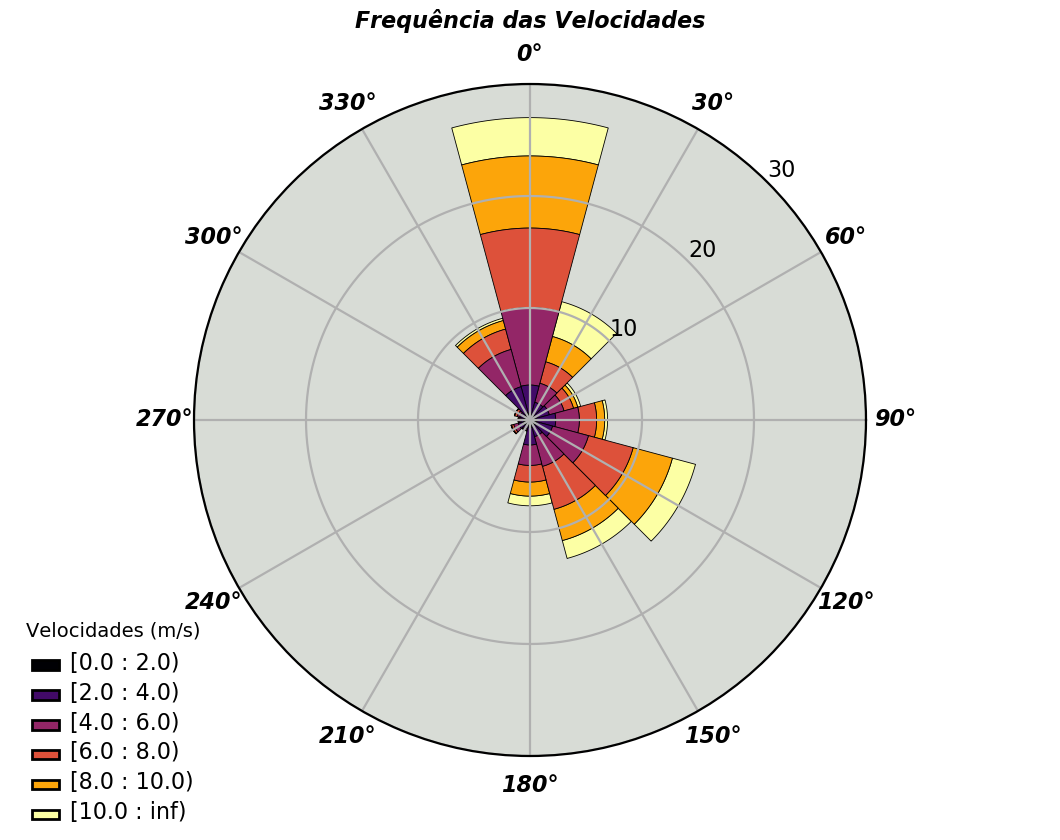 Frequência das Velocidades
0°
330°
30°
30
300°
60°
20
10
270°
90°
240°
120°
Velocidades (m/s)
[0.0 : 2.0)
[2.0 : 4.0)
[4.0 : 6.0)
[6.0 : 8.0)
[8.0 : 10.0)
[10.0 : inf)
210°
150°
180°